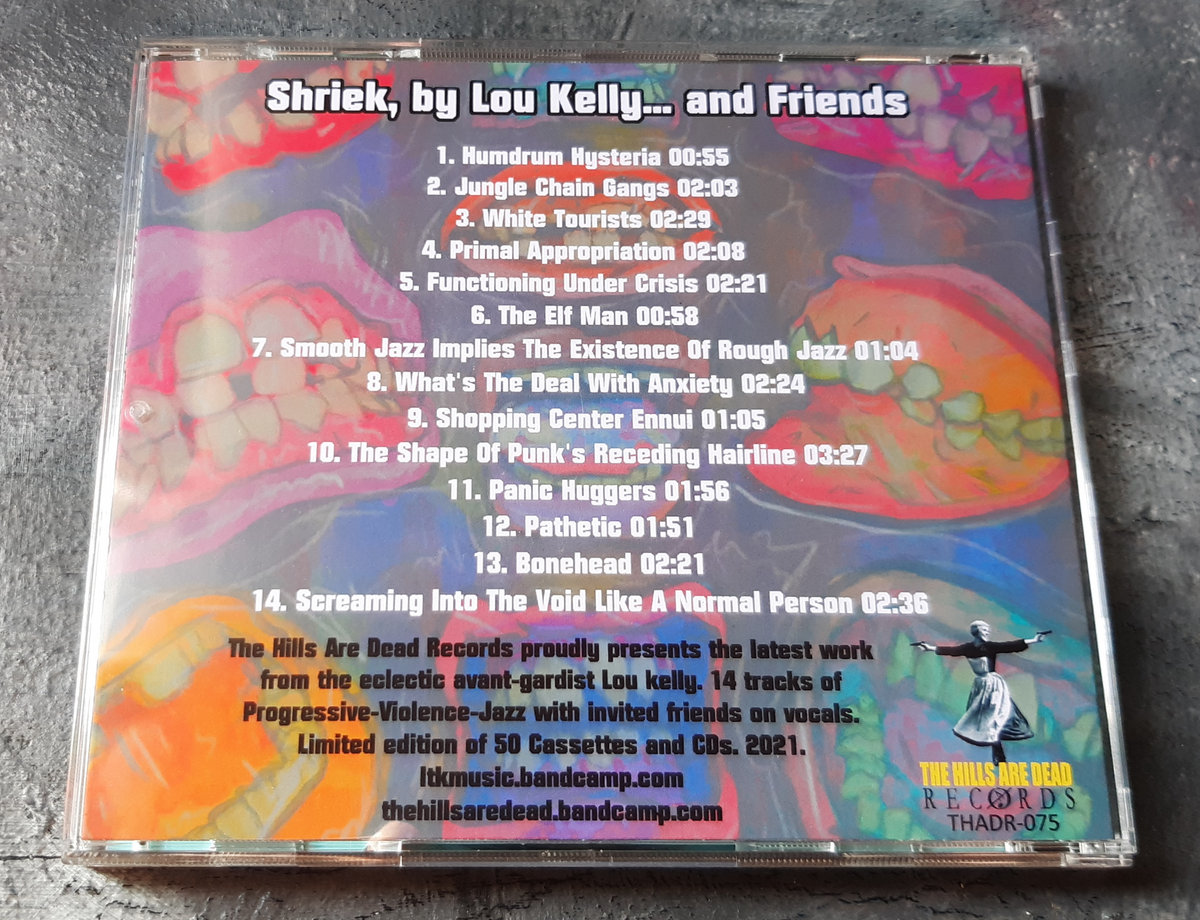 Shriek, by Lou Kelly... and Friends
1. Humdrum Hysteria 00:55
2. Jungle Chain Gangs 02:03
3. White Tourists 02:29
4. Primal Appropriation 02:08
5. Functioning Under Crisis 02:21
6. The Elf Man 00:58
7. Smooth Jazz Implies The Existence Of Rough Jazz 01:04
8. What's The Deal With Anxiety 02:24
9. Shopping Center Ennui 01:05
10. The Shape Of Punk's Receding Hairline 03:27
11. Panic Huggers 01:56
12. Pathetic 01:51
13. Bonehead 02:21
14. Screaming Into The Void Like A Normal Person 02:36
The Hills Are Dead Records proudly presents the latest work
from the eclectic avant-gardist Lou kelly. 14 tracks of
Progressive-Violence-Jazz with invited friends on vocals.
Limited edition of 50 Cassettes and CDs. 2021.
ltkmusic.bandcamp.com
thehillsaredead.bandcamp.com
THE HILLS ARE DEAD
RECORDS
THADR-075